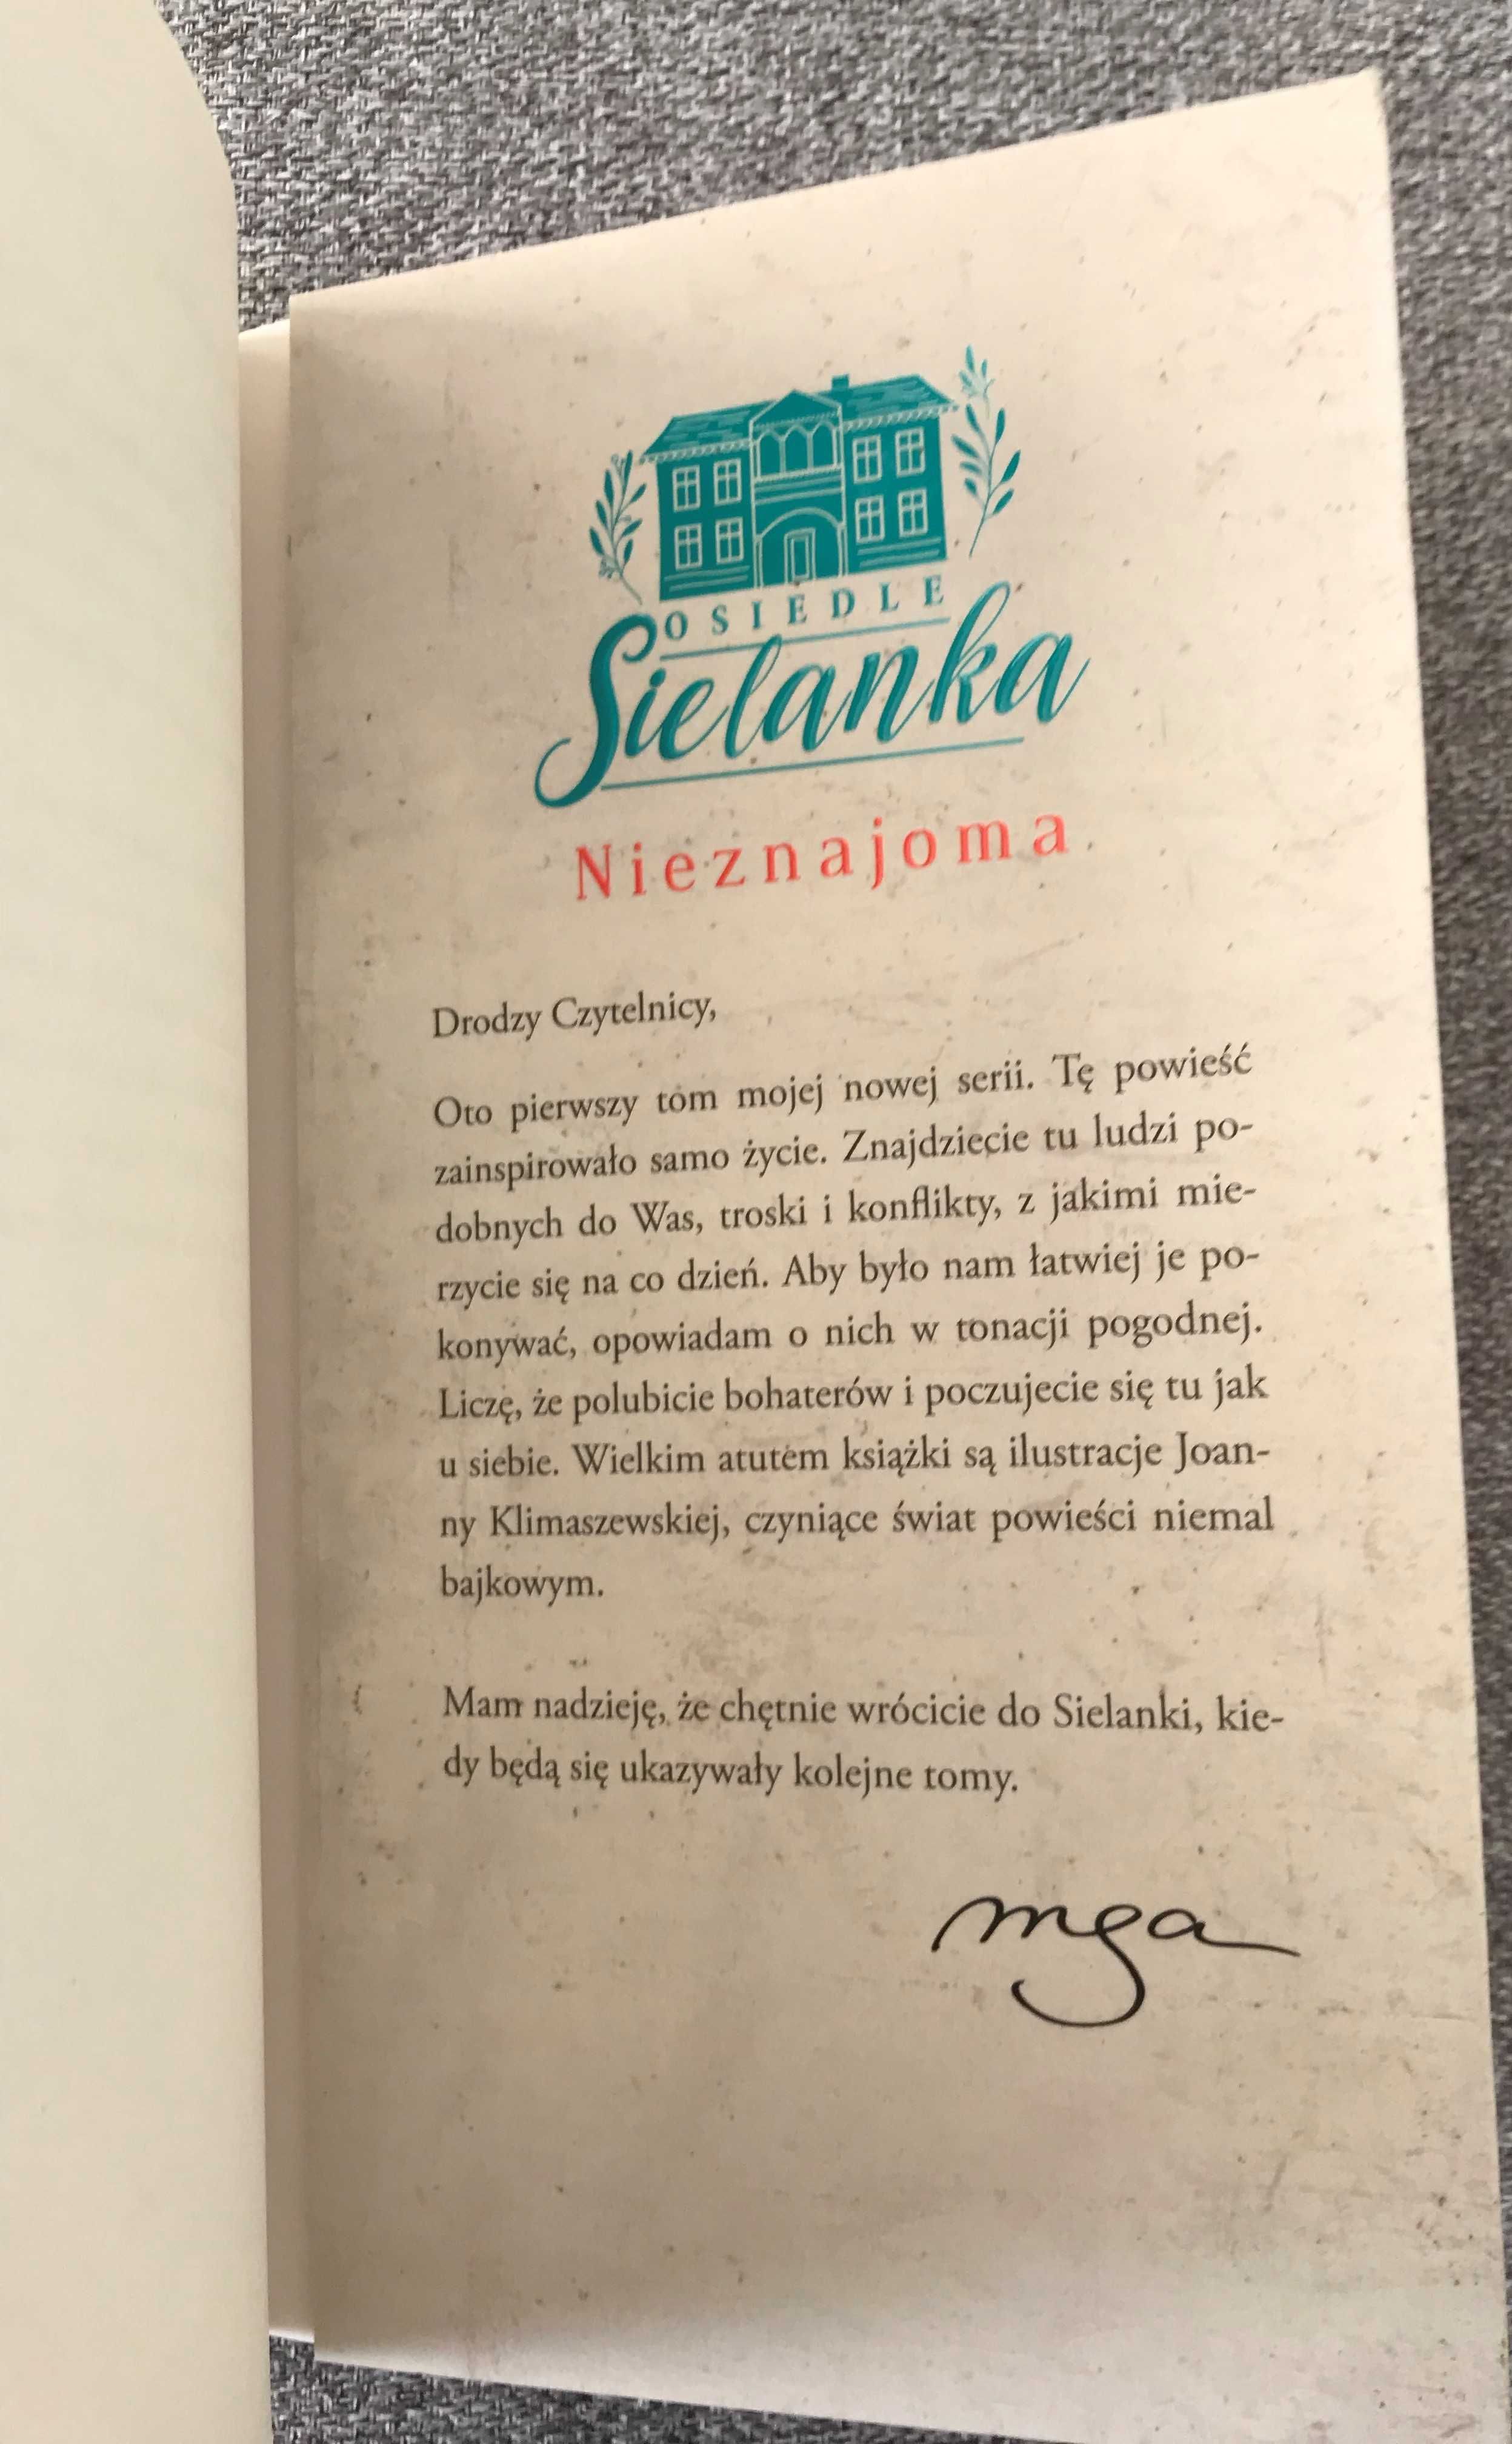 OSIEDLE
Sielanka
Nieznajoma
Drodzy Czytelnicy,
Oto pierwszy tom mojej nowej serii. Tę powieść
zainspirowało samo życie. Znajdziecie tu ludzi po-
dobnych do Was, troski i konflikty, z jakimi mie-
rzycie się na co dzień. Aby było nam łatwiej je po-
konywać, opowiadam o nich w tonacji pogodnej.
Liczę, że polubicie bohaterów i poczujecie się tu jak
u siebie. Wielkim atutem książki są ilustracje Joan-
ny Klimaszewskiej, czyniące świat powieści niemal
bajkowym.
Mam nadzieję, że chętnie wrócicie do Sielanki, kie-
dy będą się ukazywały kolejne tomy.
mga